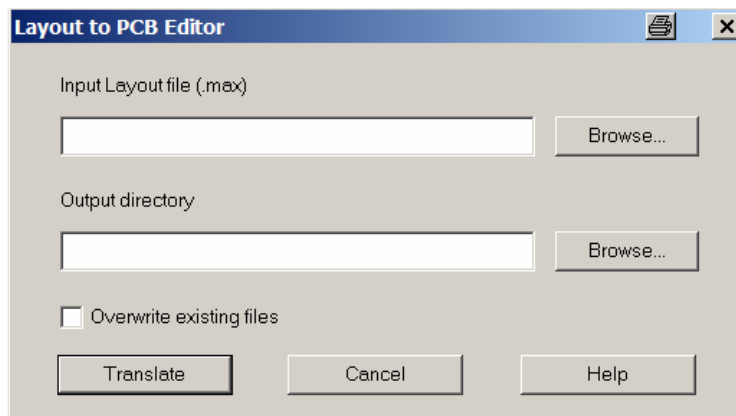 Layout to PCB Editor
Input Layout file (.max)
Browse...
Output directory
Browse...
Overwrite existing files
Translate Cancel Help